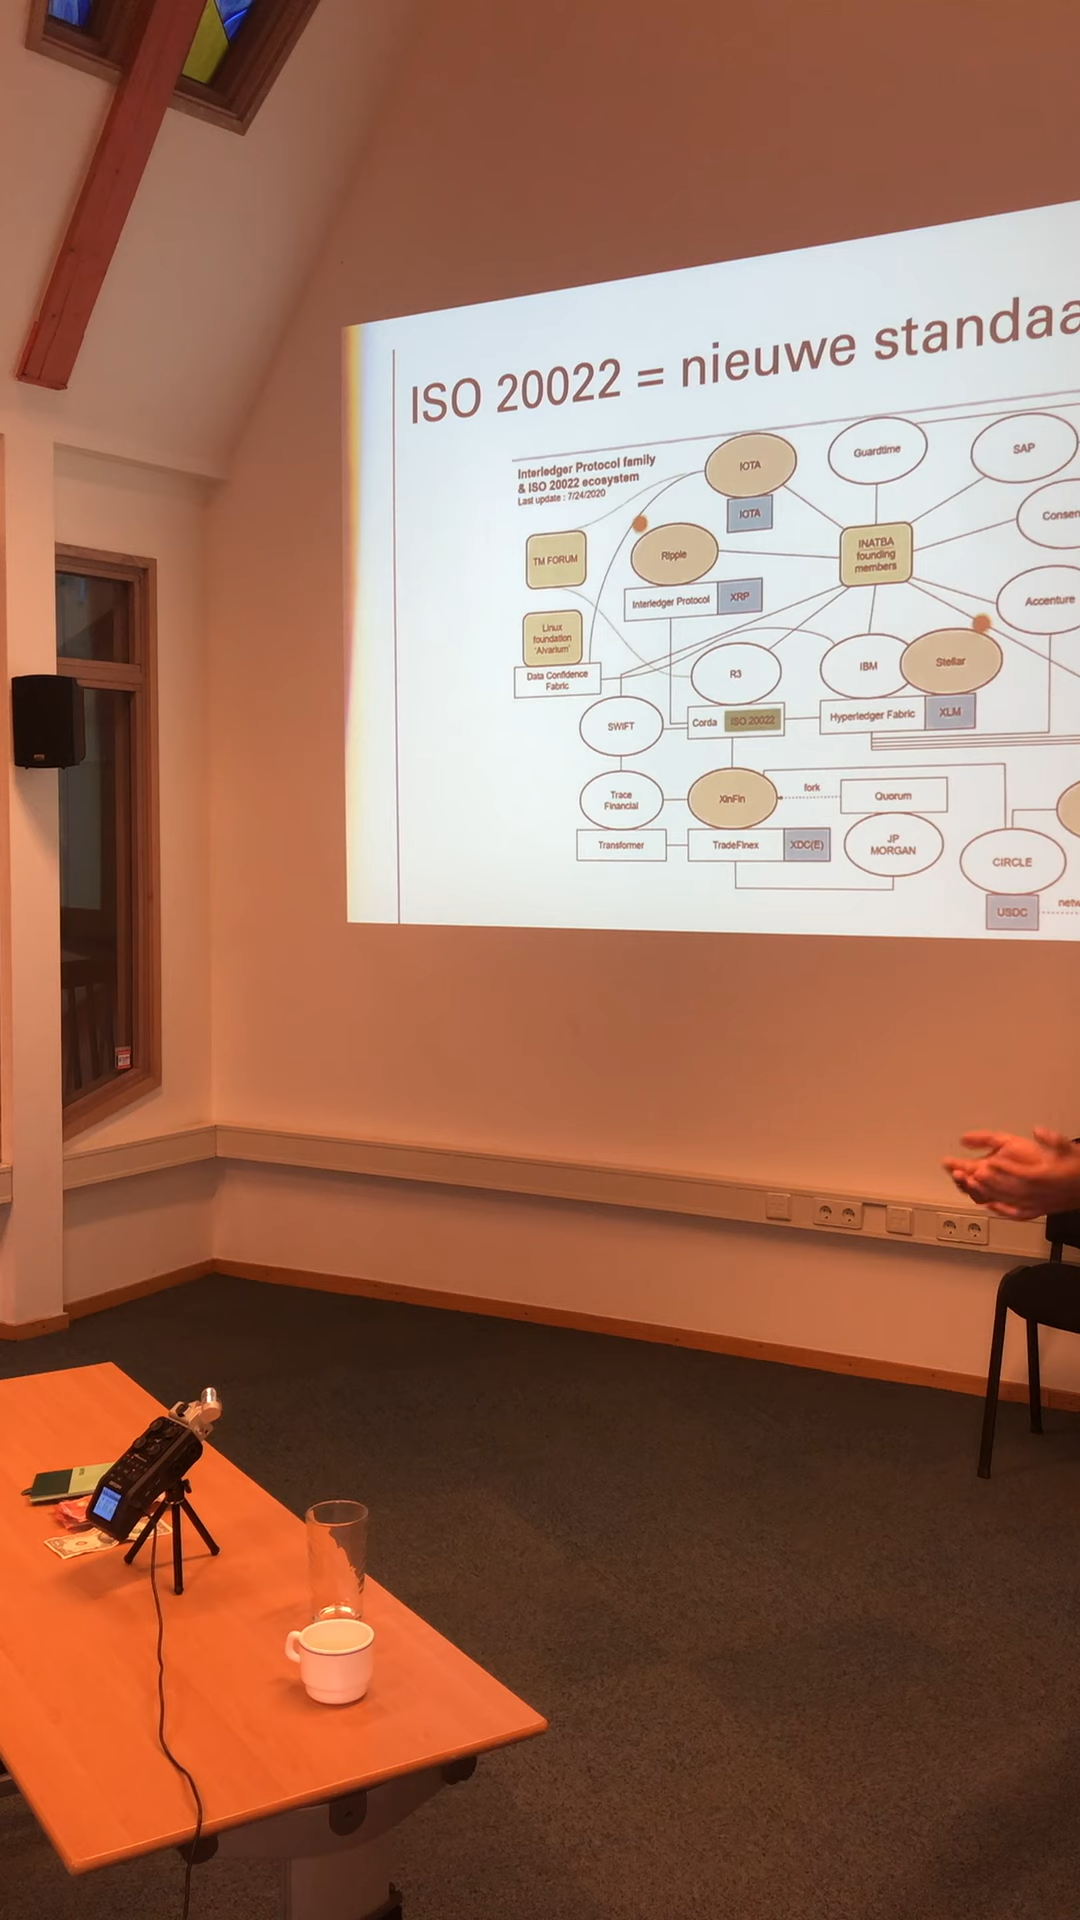 ISO 20022 = nieuwe
Interledger Protocol family
& ISO 20022 ecosystem
Last update : 7/24/2020
IOTA
IOTA
Guardtime
SAP
TM FORUM
Ripple
Interledger Protocol
XRP
INATBA
founding
members
Linux
foundation
'Alvarium'
Data Confidence
Fabric
R3
IBM
Stellar
Accenture
SWIFT
Corda
ISO 20022
Hyperledger Fabric
XLM
Trace
Financial
XinFin
fork
Quorum
Transformer
TradeFinex
XDC(E)
JP
MORGAN
CIRCLE
USDC